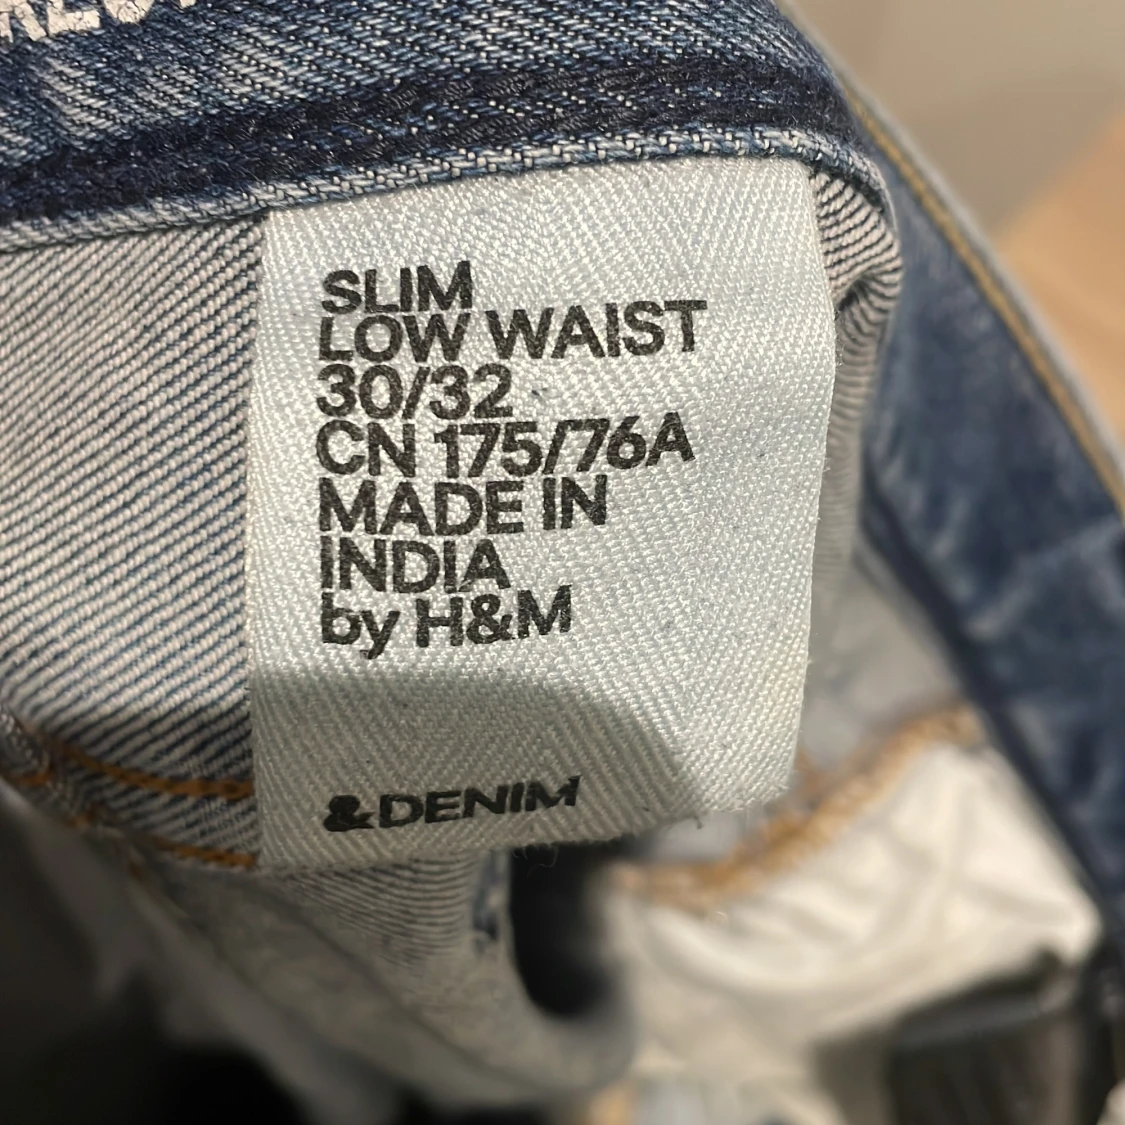 SLIM
LOW WAIST
30/32
CN 175/76A
MADE IN
INDIA
by H&M
&DENIM